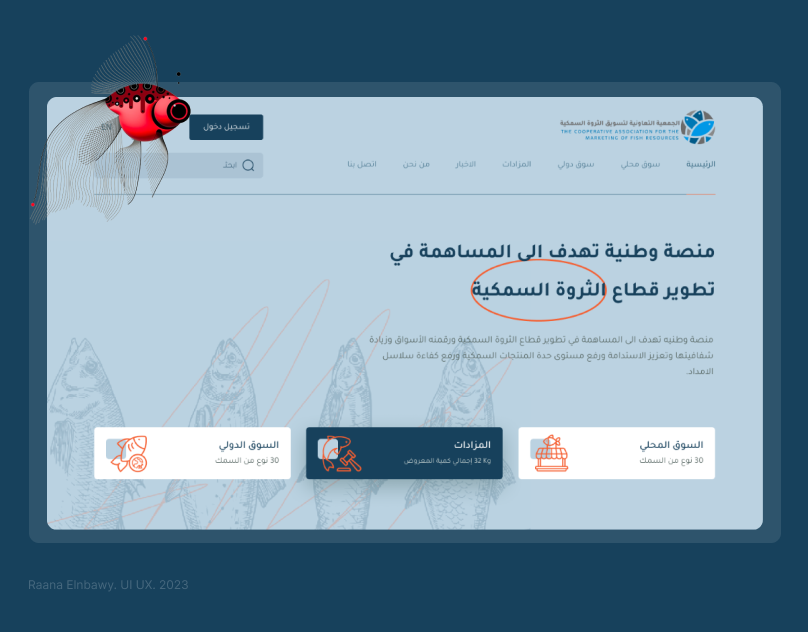 الجمعية التعاونية لتسويق الثروة السمكية
THE COOPERATIVE ASSOCIATION FOR THE
MARKETING OF FISH RESOURCES
تسجيل دخول
EN
الرئيسية
سوق محلي
سوق دولي
المزادات
الاخبار
من نحن
اتصل بنا
ابحث
منصة وطنية تهدف الى المساهمة في
تطوير قطاع الثروة السمكية
منصة وطنيه تهدف الى المساهمة في تطوير قطاع الثروة السمكية ورقمنه الأسواق وزيادة
شفافيتها وتعزيز الاستدامة ورفع مستوى حدة المنتجات السمكية ورفع كفاءة سلاسل
الامداد.
السوق المحلي
30 نوع من السمك
المزادات
32 Kg إجمالي كمية المعروض
السوق الدولي
30 نوع من السمك
Raana Elnbawy. UI UX. 2023